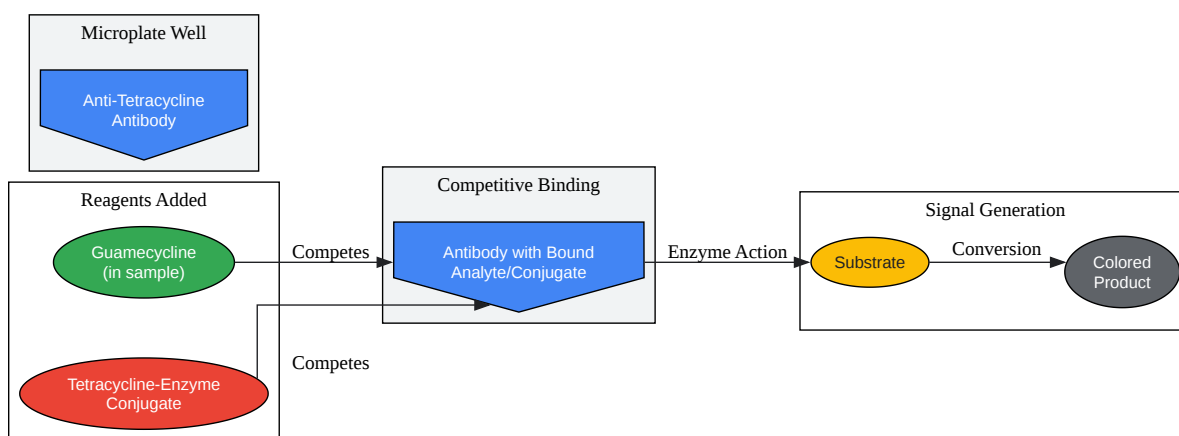 Microplate Well
Anti-Tetracycline
Antibody
Reagents Added
Guamecycline
(in sample)
Tetracycline-Enzyme
Conjugate
Competes
Competes
Competitive Binding
Antibody with Bound
Analyte/Conjugate
Enzyme Action
Signal Generation
Substrate
Conversion
Colored
Product